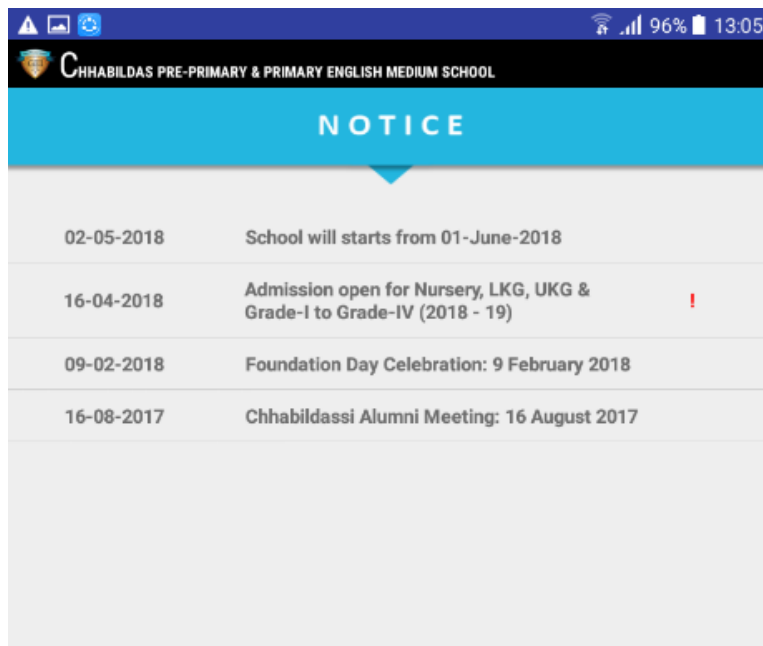 96% 13:05
CHHABILDAS PRE-PRIMARY & PRIMARY ENGLISH MEDIUM SCHOOL
NOTICE
02-05-2018 School will starts from 01-June-2018
16-04-2018 Admission open for Nursery, LKG, UKG & Grade-I to Grade-IV (2018 - 19) !
09-02-2018 Foundation Day Celebration: 9 February 2018
16-08-2017 Chhabildassi Alumni Meeting: 16 August 2017